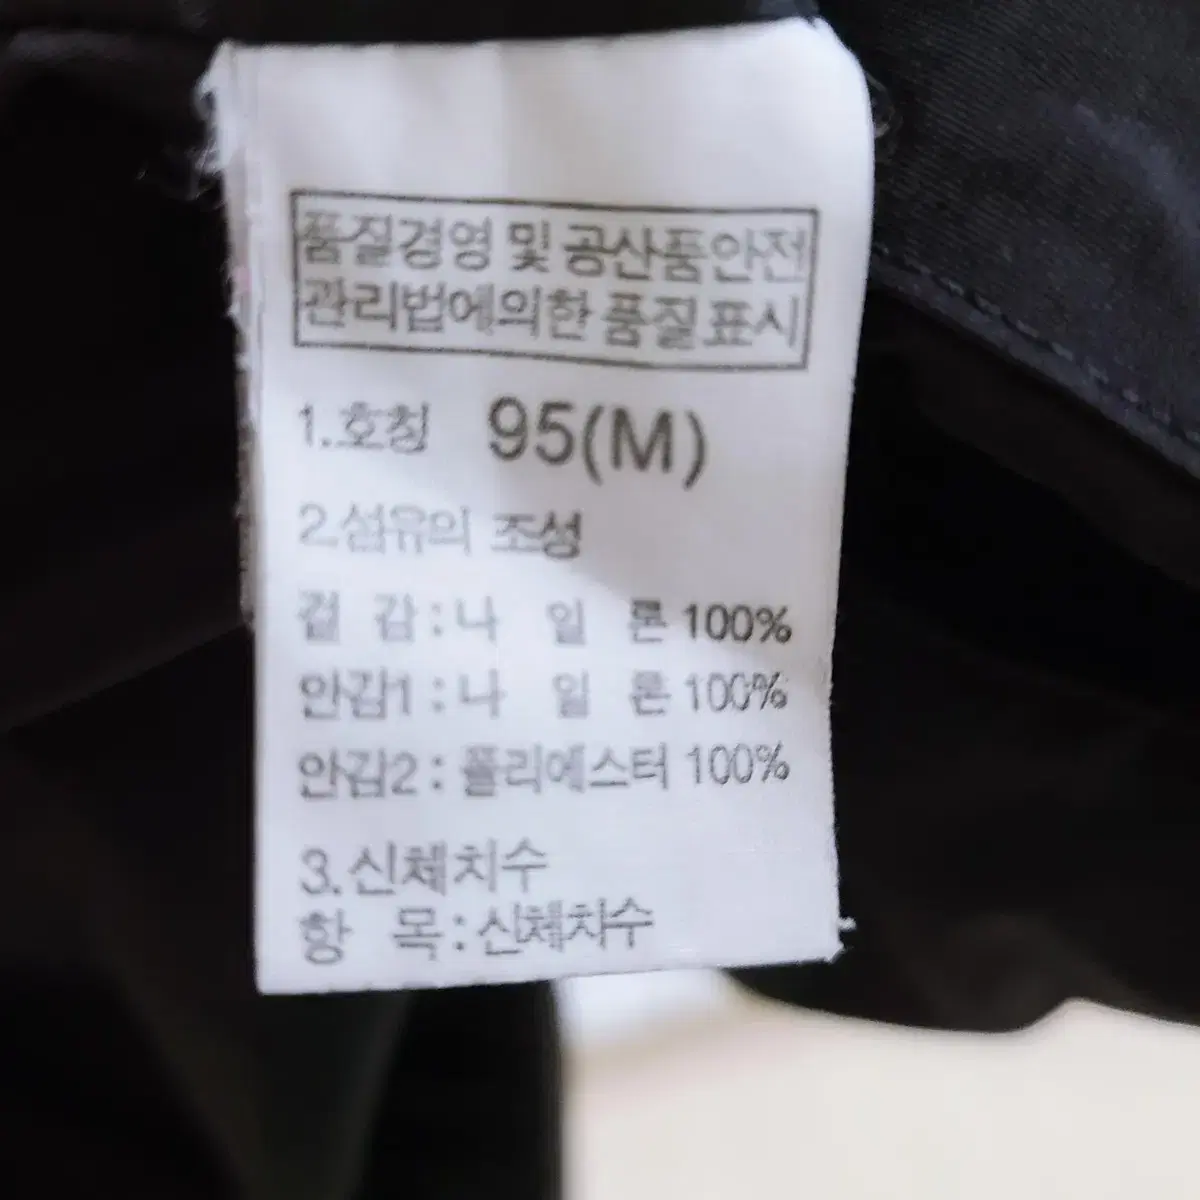 품질경영 및 공산품안전
관리법에의한 품질표시
1.호칭 95(M)
2.섬유의 조성
겉 감 : 나 일 론 100%
안감1 : 나 일 론 100%
안감2 : 폴리에스터 100%
3.신체치수
항 목 : 신체치수